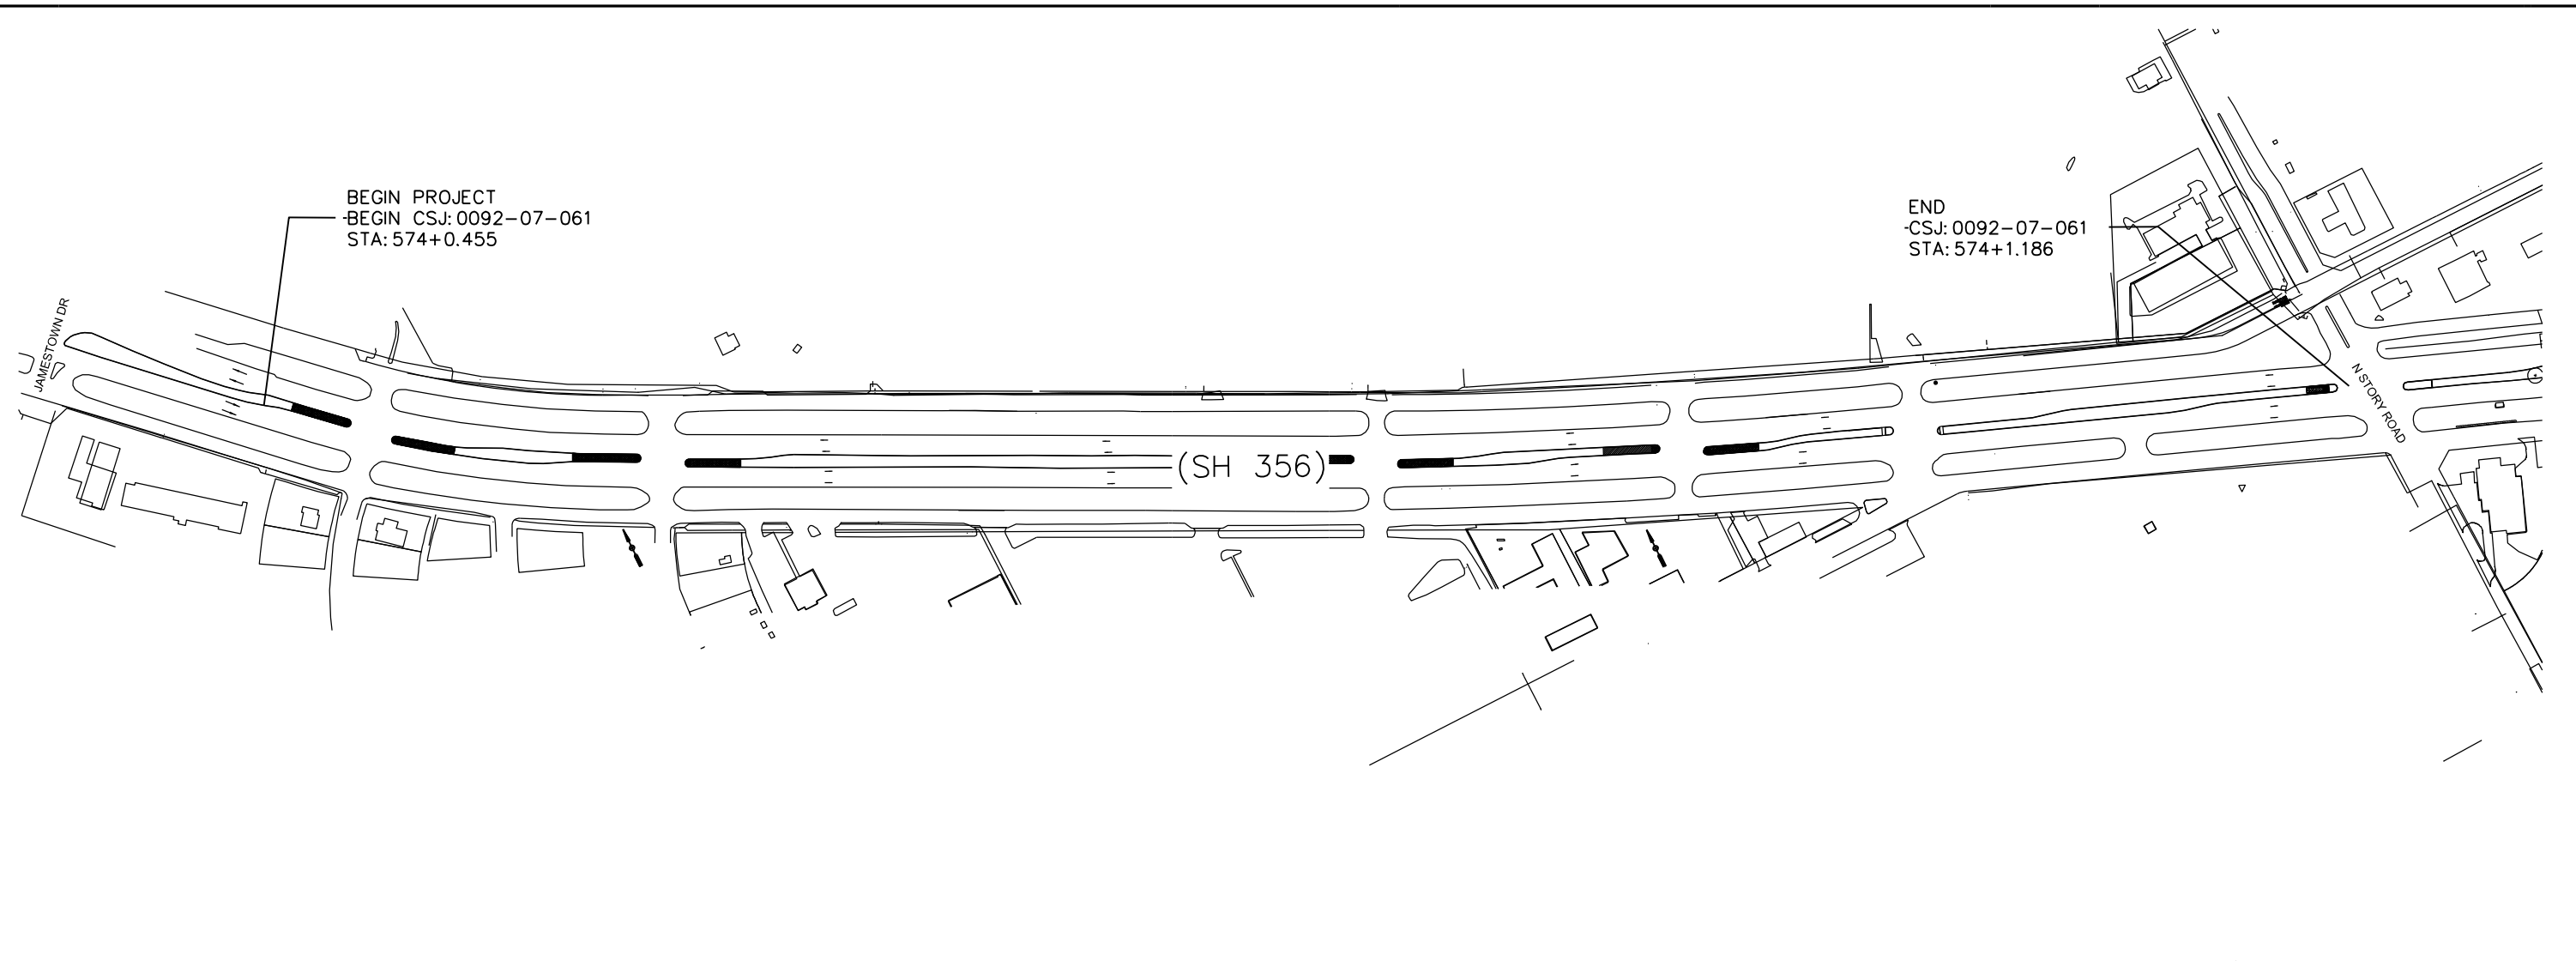 BEGIN PROJECT
BEGIN CSJ: 0092-07-061
STA: 574+0.455
END
CSJ: 0092-07-061
STA: 574+1.186
JAMESTOWN DR
N STORY ROAD
(SH 356)